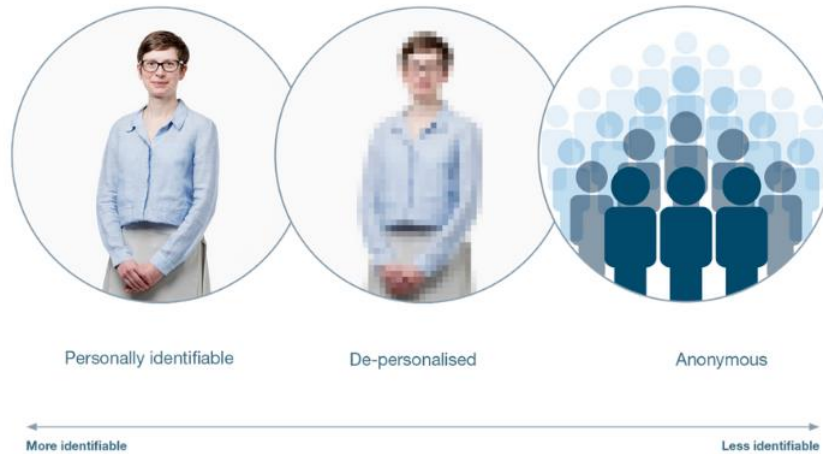 Personally identifiable
De-personalised
Anonymous
More identifiable
Less identifiable